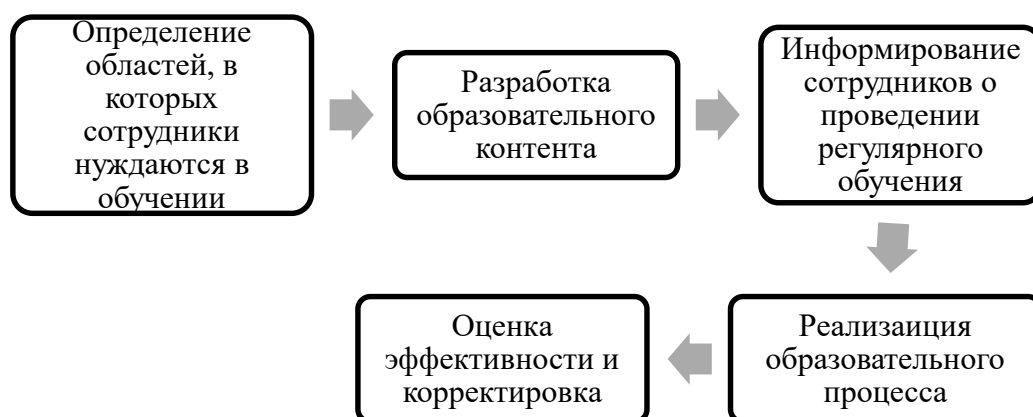 Определение
областей, в
которых
сотрудники
нуждаются в
обучении
Разработка
образовательного
контента
Информирование
сотрудников о
проведении
регулярного
обучения
Реализаиция
образовательного
процесса
Оценка
эффективности и
корректировка